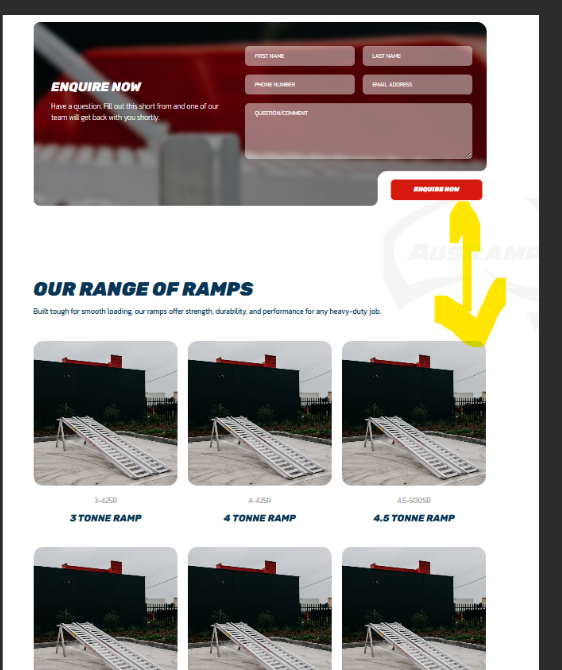 ENQUIRE NOW
Have a question. Fill out this short from and one of our
team will get back with you shortly.
FIRST NAME
LAST NAME
PHONE NUMBER
EMAIL ADDRESS
QUESTION/COMMENT
ENQUIRE NOW
AUSRAMP
OUR RANGE OF RAMPS
Built tough for smooth loading, our ramps offer strength, durability, and performance for any heavy-duty job.
3-425R
4-425R
4.5-500SR
3 TONNE RAMP
4 TONNE RAMP
4.5 TONNE RAMP